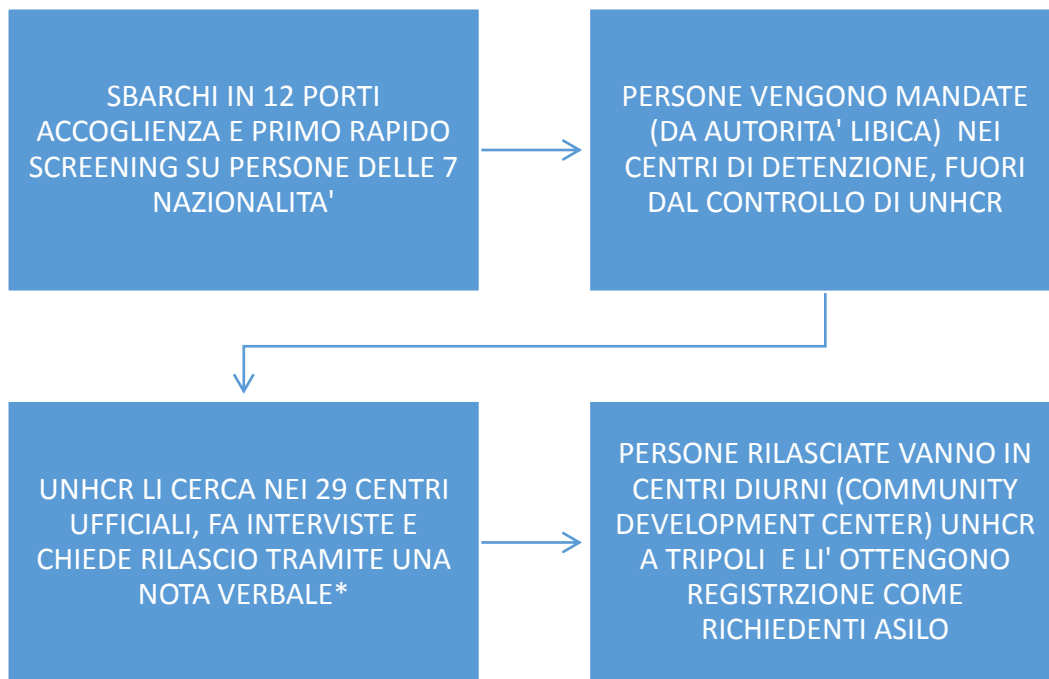 SBARCHI IN 12 PORTI
ACCOGLIENZA E PRIMO RAPIDO
SCREENING SU PERSONE DELLE 7
NAZIONALITA'
PERSONE VENGONO MANDATE
(DA AUTORITA' LIBICA) NEI
CENTRI DI DETENZIONE, FUORI
DAL CONTROLLO DI UNHCR
UNHCR LI CERCA NEI 29 CENTRI
UFFICIALI, FA INTERVISTE E
CHIEDE RILASCIO TRAMITE UNA
NOTA VERBALE*
PERSONE RILASCIATE VANNO IN
CENTRI DIURNI (COMMUNITY
DEVELOPMENT CENTER) UNHCR
A TRIPOLI E LI' OTTENGONO
REGISTRZIONE COME
RICHIEDENTI ASILO